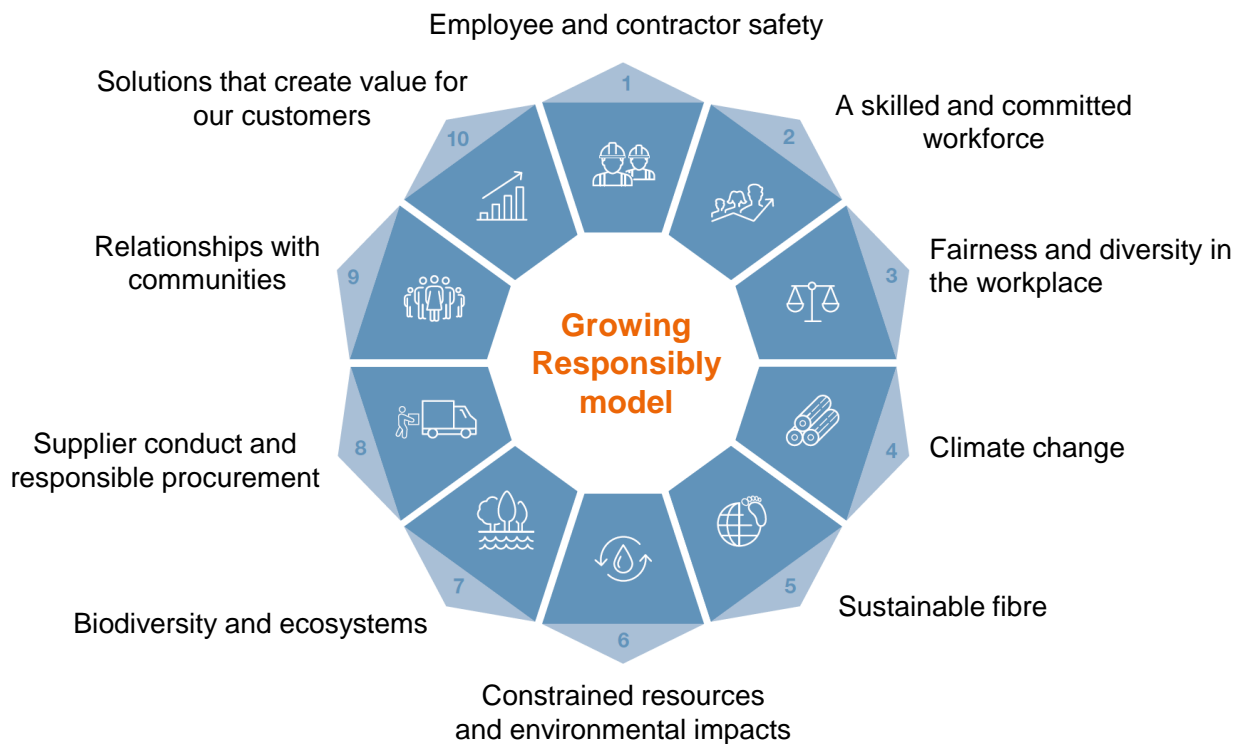 Employee and contractor safety
1
A skilled and committed
workforce
2
Fairness and diversity in
the workplace
3
Climate change
4
Sustainable fibre
5
Constrained resources
and environmental impacts
6
Biodiversity and ecosystems
7
Supplier conduct and
responsible procurement
8
Relationships with
communities
9
Solutions that create value for
our customers
10
Growing
Responsibly
model